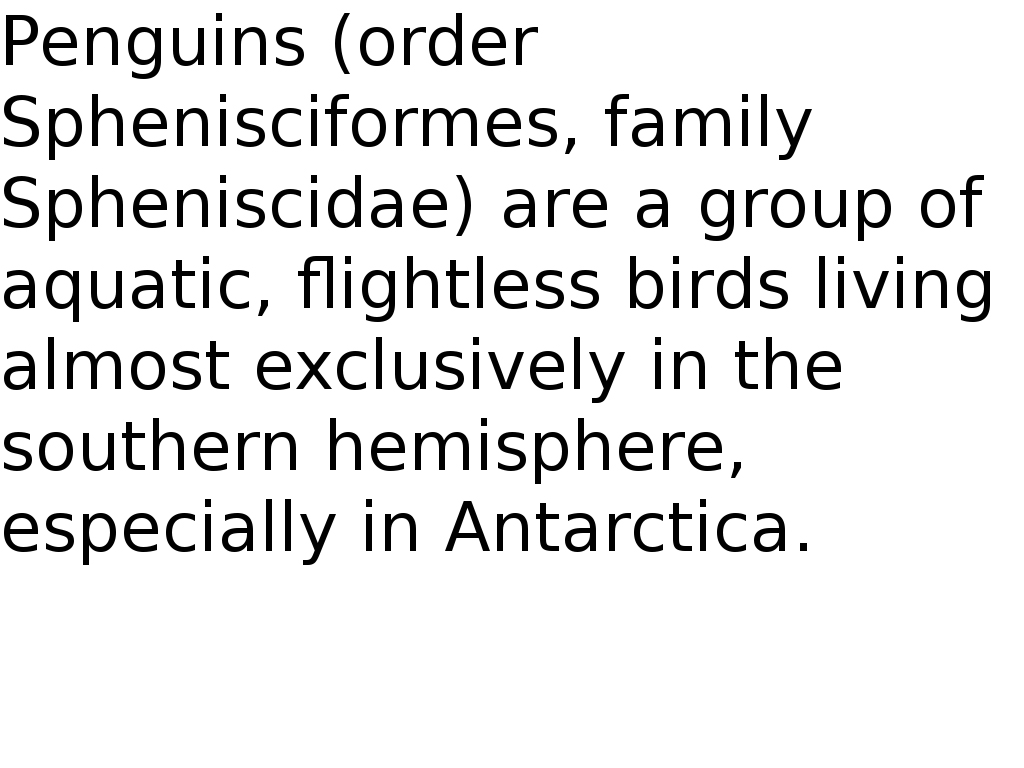 Penguins (order
Sphenisciformes, family
Spheniscidae) are a group of
aquatic, flightless birds living
almost exclusively in the
southern hemisphere,
especially in Antarctica.